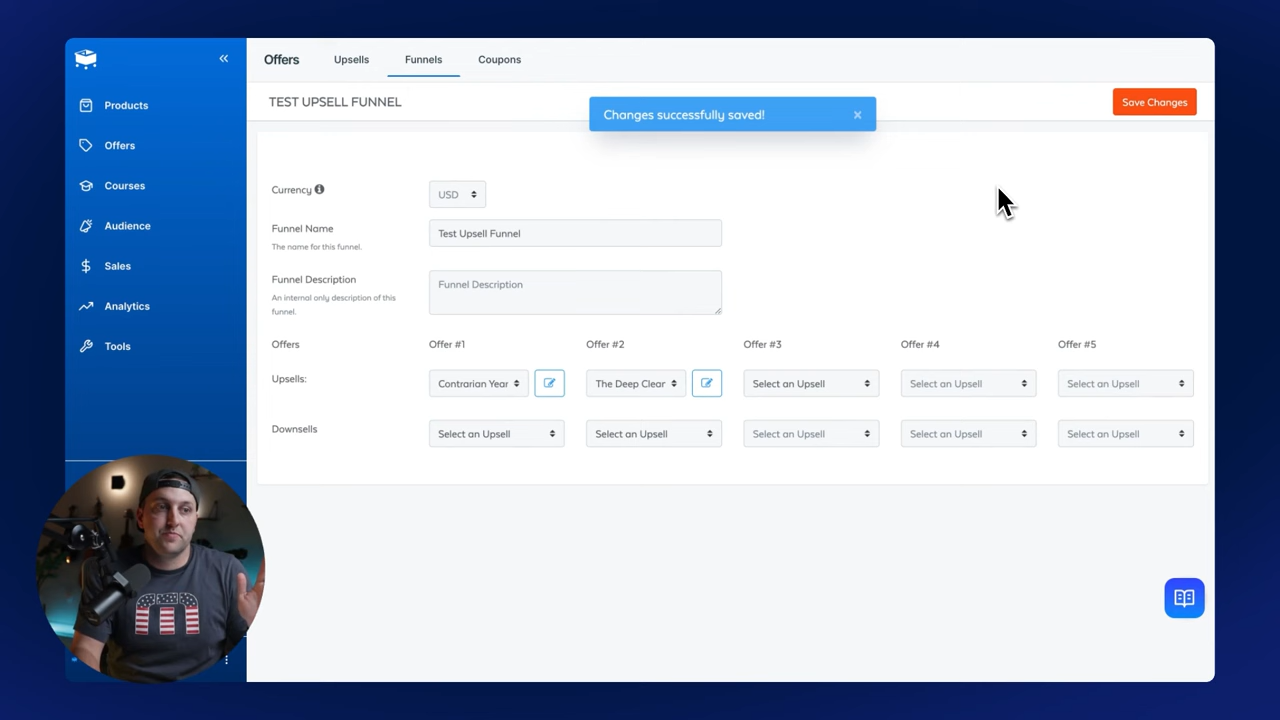 Offers
Upsells
Funnels
Coupons
Products
TEST UPSELL FUNNEL
Changes successfully saved!
×
Save Changes
Offers
Courses
Audience
Sales
Analytics
Tools
Currency
USD
Funnel Name
The name for this funnel.
Test Upsell Funnel
Funnel Description
An internal only description of this
funnel.
Funnel Description
Offers
Offer #1
Offer #2
Offer #3
Offer #4
Offer #5
Upsells:
Contrarian Year
The Deep Clear
Select an Upsell
Select an Upsell
Select an Upsell
Downsells
Select an Upsell
Select an Upsell
Select an Upsell
Select an Upsell
Select an Upsell